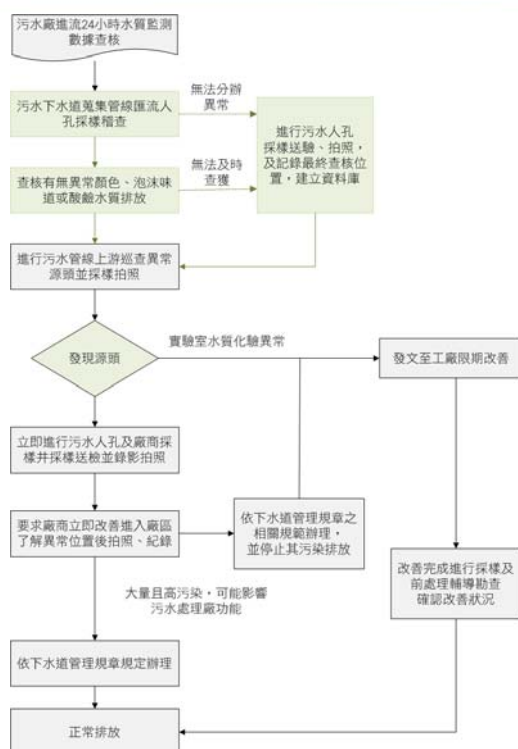 污水廠進流24小時水質監測
數據查核
污水下水道蒐集管線匯流人
孔採樣稽查
無法分辦
異常
進行污水人孔
採樣送驗、拍照，
及記錄最終查核位
置，建立資料庫
查核有無異常顏色、泡沫味
道或酸鹼水質排放
無法及時
查獲
進行污水管線上游巡查異常
源頭並採樣拍照
發現源頭
實驗室水質化驗異常
發文至工廠限期改善
立即進行污水人孔及廠商採
樣井採樣送檢並錄影拍照
要求廠商立即改善進入廠區
了解異常位置後拍照、紀錄
依下水道管理規章之
相關規範辦理，
並停止其污染排放
大量且高污染，可能影響
污水處理廠功能
改善完成進行採樣及
前處理輔導勘查
確認改善狀況
依下水道管理規章規定辦理
正常排放